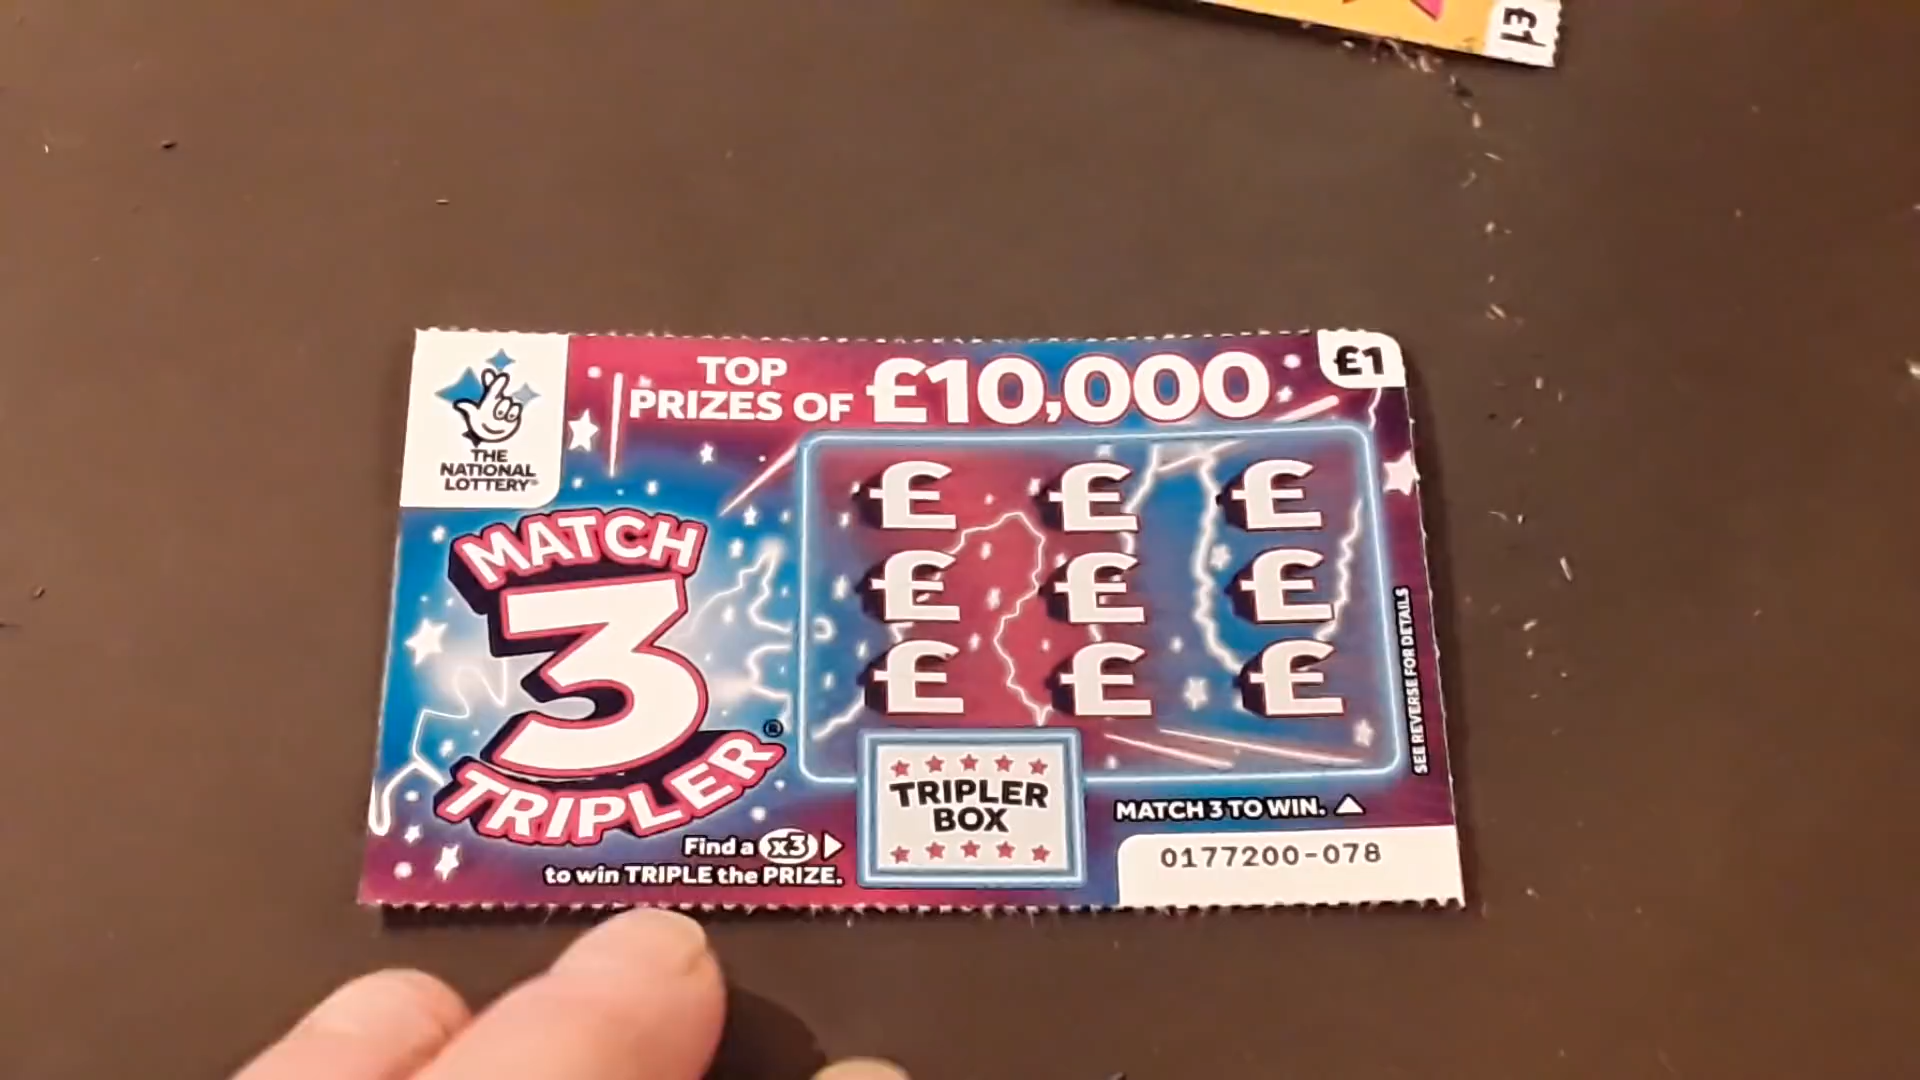 £1
TOP
PRIZES OF £10,000
£1
THE
NATIONAL
LOTTERY®
MATCH
3
TRIPLER®
£ £ £
£ £ £
£ £ £
SEE REVERSE FOR DETAILS
TRIPLER
BOX
MATCH 3 TO WIN.
Find a x3
to win TRIPLE the PRIZE.
0177200-078